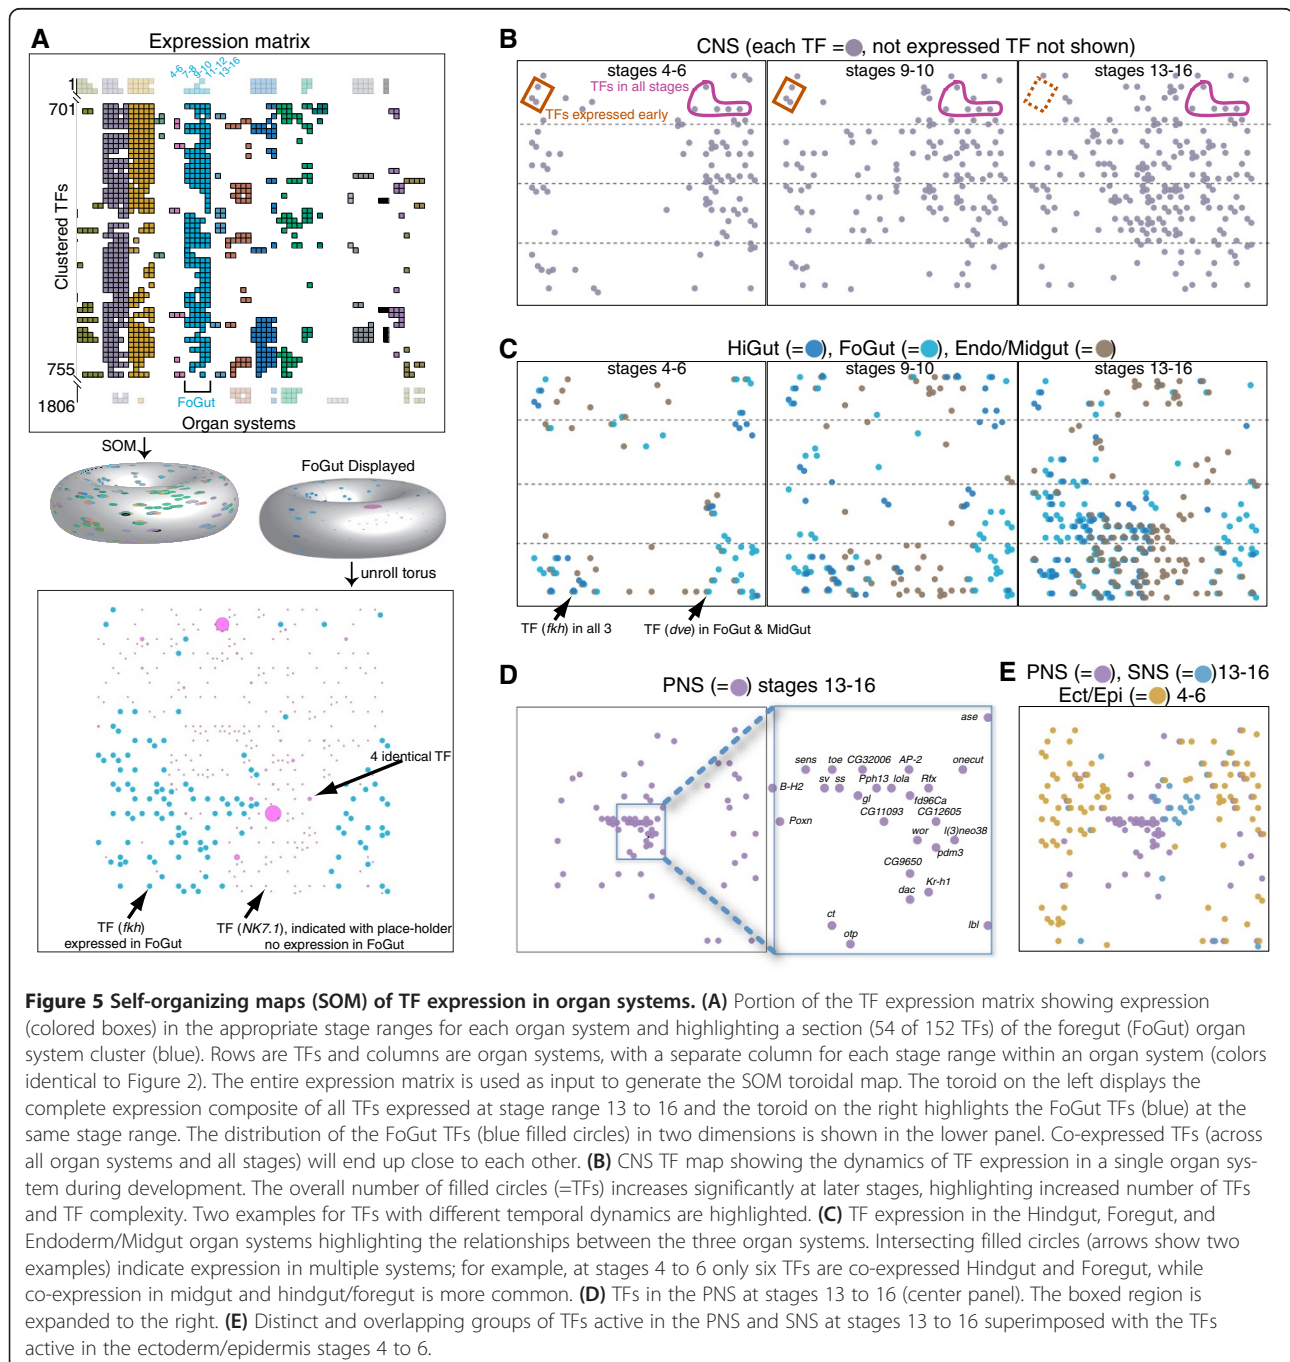 A
Expression matrix
4-6
7-8
9-10
11-12
13-16
1
701
Clustered TFs
755
1806
FoGut
Organ systems
SOM
FoGut Displayed
unroll torus
4 identical TF
TF (fkh)
expressed in FoGut
TF (NK7.1), indicated with place-holder
no expression in FoGut
B
CNS (each TF = , not expressed TF not shown)
stages 4-6
stages 9-10
stages 13-16
TFs in all stages
TFs expressed early
C
HiGut (= ), FoGut (= ), Endo/Midgut (= )
stages 4-6
stages 9-10
stages 13-16
TF (fkh) in all 3
TF (dve) in FoGut & MidGut
D
PNS (= ) stages 13-16
ase
sens
toe
CG32006
AP-2
onecut
B-H2
sv
ss
Pph13
lola
Rfx
gl
fd96Ca
Poxn
CG11093
CG12605
wor
l(3)neo38
pdm3
CG9650
dac
Kr-h1
ct
otp
lbl
E
PNS (= ), SNS (= )13-16
Ect/Epi (= ) 4-6
Figure 5 Self-organizing maps (SOM) of TF expression in organ systems. (A) Portion of the TF expression matrix showing expression
(colored boxes) in the appropriate stage ranges for each organ system and highlighting a section (54 of 152 TFs) of the foregut (FoGut) organ
system cluster (blue). Rows are TFs and columns are organ systems, with a separate column for each stage range within an organ system (colors
identical to Figure 2). The entire expression matrix is used as input to generate the SOM toroidal map. The toroid on the left displays the
complete expression composite of all TFs expressed at stage range 13 to 16 and the toroid on the right highlights the FoGut TFs (blue) at the
same stage range. The distribution of the FoGut TFs (blue filled circles) in two dimensions is shown in the lower panel. Co-expressed TFs (across
all organ systems and all stages) will end up close to each other. (B) CNS TF map showing the dynamics of TF expression in a single organ sys-
tem during development. The overall number of filled circles (=TFs) increases significantly at later stages, highlighting increased number of TFs
and TF complexity. Two examples for TFs with different temporal dynamics are highlighted. (C) TF expression in the Hindgut, Foregut, and
Endoderm/Midgut organ systems highlighting the relationships between the three organ systems. Intersecting filled circles (arrows show two
examples) indicate expression in multiple systems; for example, at stages 4 to 6 only six TFs are co-expressed Hindgut and Foregut, while
co-expression in midgut and hindgut/foregut is more common. (D) TFs in the PNS at stages 13 to 16 (center panel). The boxed region is
expanded to the right. (E) Distinct and overlapping groups of TFs active in the PNS and SNS at stages 13 to 16 superimposed with the TFs
active in the ectoderm/epidermis stages 4 to 6.